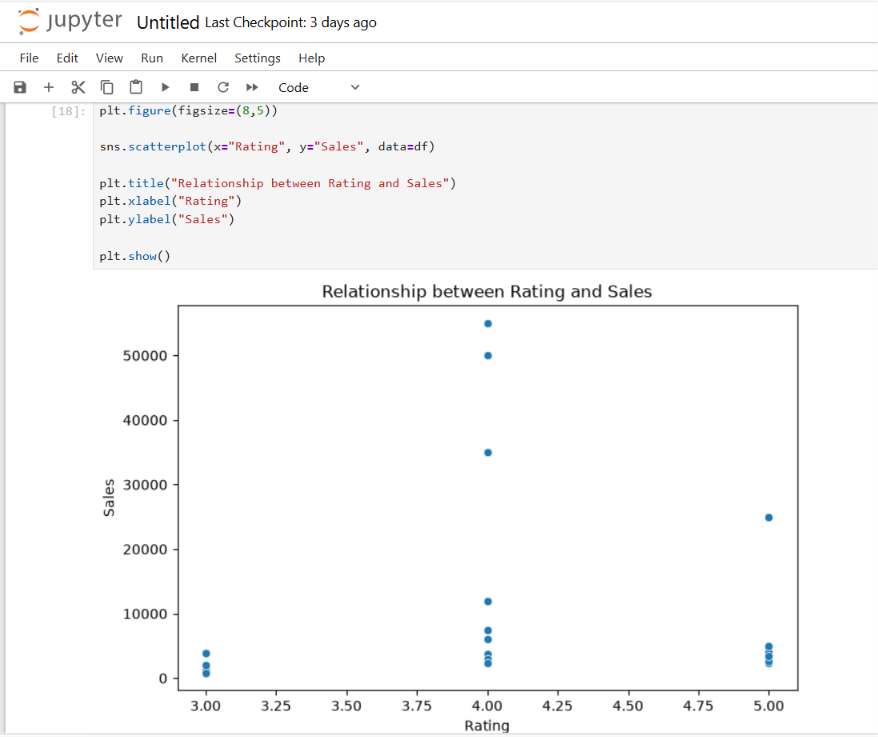 jupyter Untitled Last Checkpoint: 3 days ago
File Edit View Run Kernel Settings Help
Code
[18]: plt.figure(figsize=(8,5))
sns.scatterplot(x="Rating", y="Sales", data=df)
plt.title("Relationship between Rating and Sales")
plt.xlabel("Rating")
plt.ylabel("Sales")
plt.show()
Relationship between Rating and Sales
50000
40000
30000
20000
10000
0
Sales
3.00 3.25 3.50 3.75 4.00 4.25 4.50 4.75 5.00
Rating